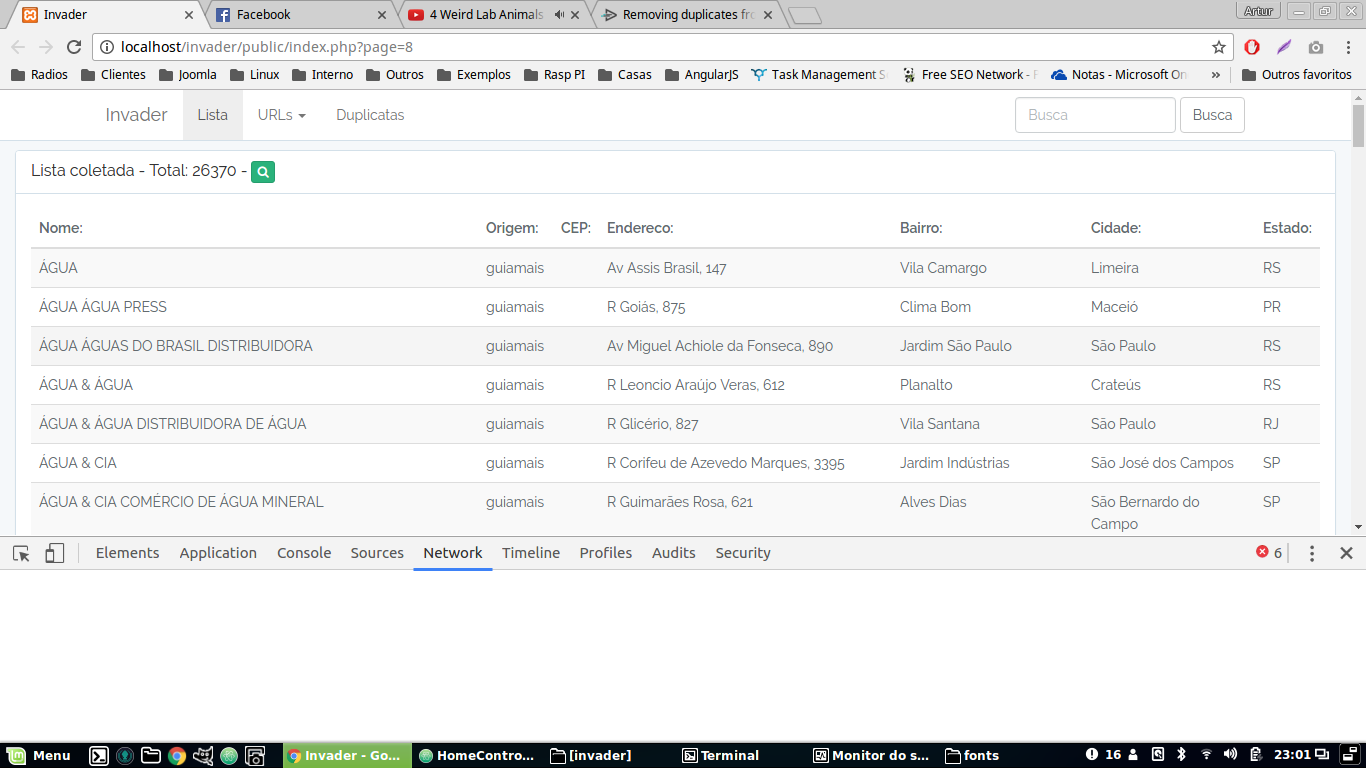 Invader
Facebook
4 Weird Lab Animals
Removing duplicates fro
Artur
localhost/invader/public/index.php?page=8
Radios Clientes Joomla Linux Interno Outros Exemplos Rasp PI Casas AngularJS Task Management S Free SEO Network - F Notas - Microsoft On » Outros favoritos
Invader Lista URLs Duplicatas Busca Busca
Lista coletada - Total: 26370 -
Nome: Origem: CEP: Endereco: Bairro: Cidade: Estado:
ÁGUA guiamais Av Assis Brasil, 147 Vila Camargo Limeira RS
ÁGUA ÁGUA PRESS guiamais R Goiás, 875 Clima Bom Maceió PR
ÁGUA ÁGUAS DO BRASIL DISTRIBUIDORA guiamais Av Miguel Achiole da Fonseca, 890 Jardim São Paulo São Paulo RS
ÁGUA & ÁGUA guiamais R Leoncio Araújo Veras, 612 Planalto Crateús RS
ÁGUA & ÁGUA DISTRIBUIDORA DE ÁGUA guiamais R Glicério, 827 Vila Santana São Paulo RJ
ÁGUA & CIA guiamais R Corifeu de Azevedo Marques, 3395 Jardim Indústrias São José dos Campos SP
ÁGUA & CIA COMÉRCIO DE ÁGUA MINERAL guiamais R Guimarães Rosa, 621 Alves Dias São Bernardo do SP
Campo
Elements Application Console Sources Network Timeline Profiles Audits Security 6
Menu Invader - Go... HomeContro... [invader] Terminal Monitor do s... fonts 16 23:01